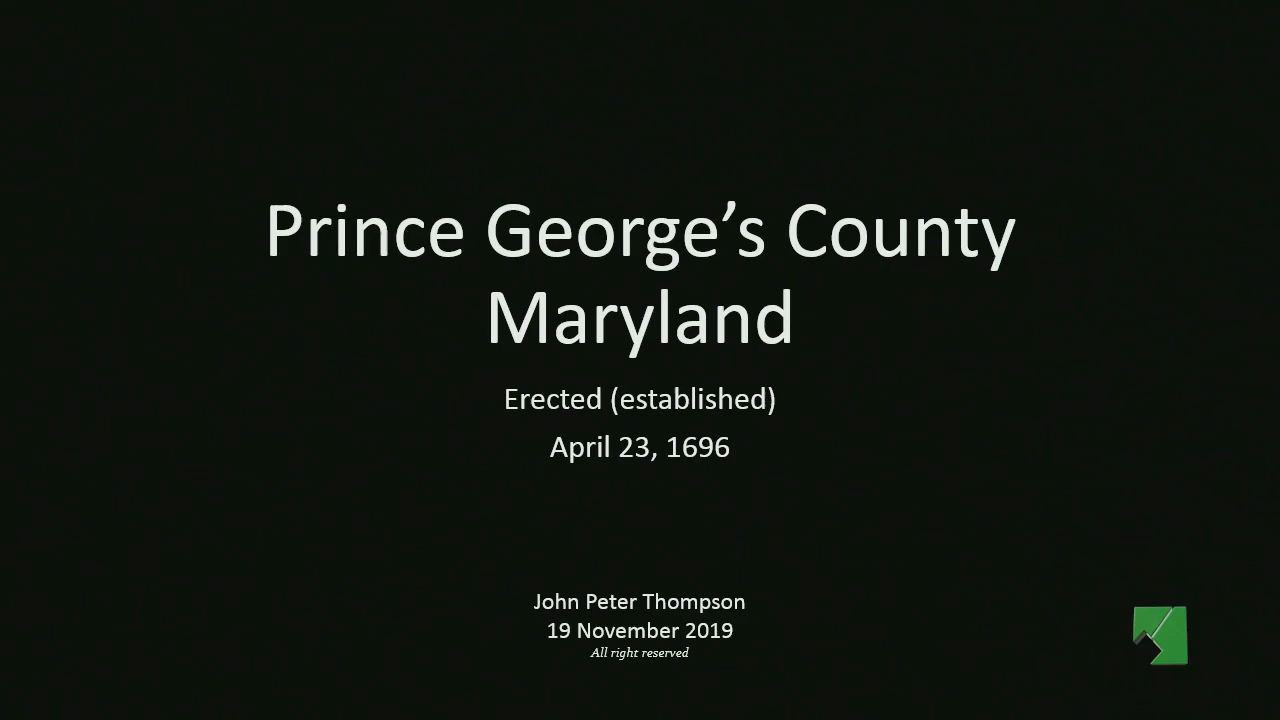 Prince George’s County
Maryland
Erected (established)
April 23, 1696
John Peter Thompson
19 November 2019
All right reserved